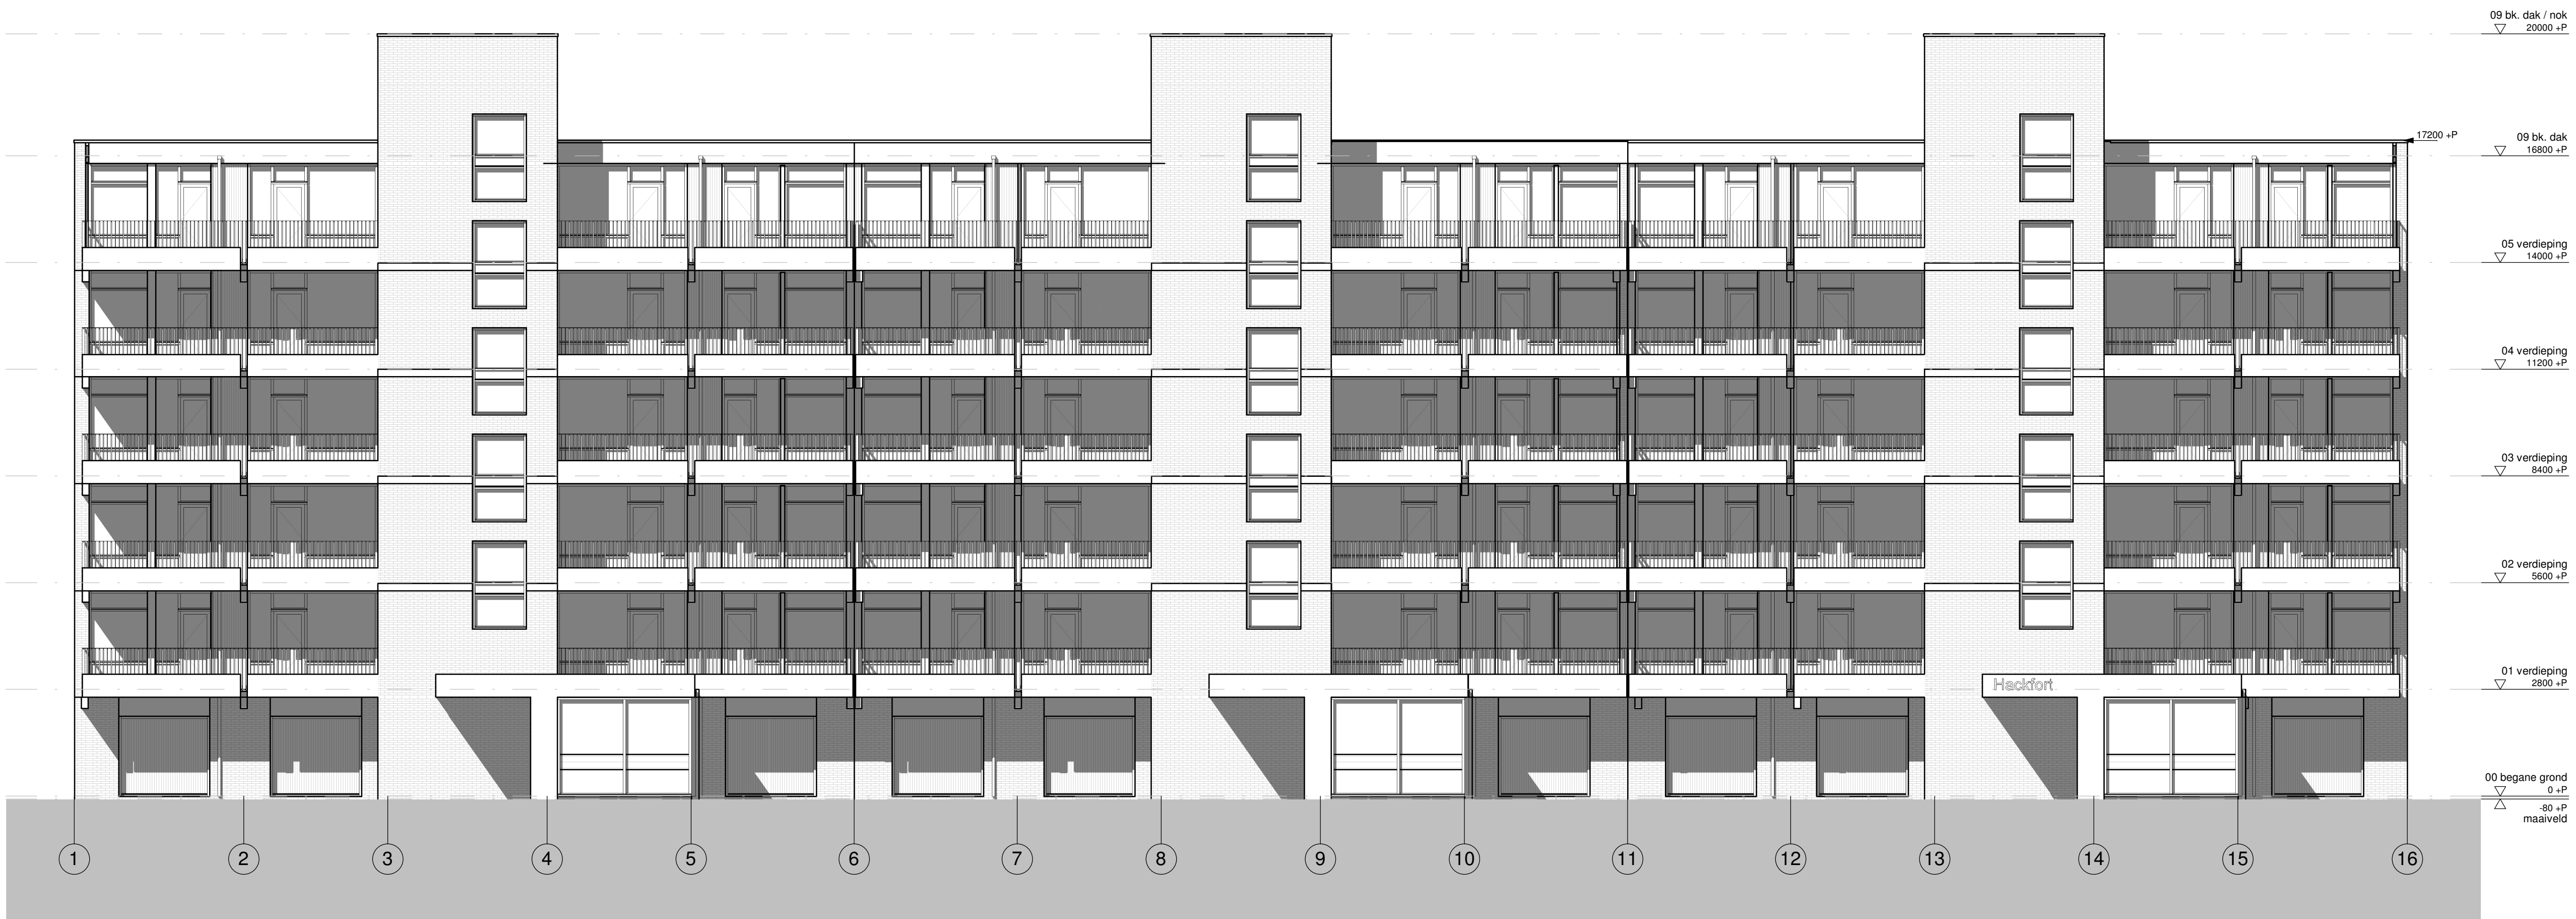 09 bk. dak / nok
20000 +P
17200 +P
09 bk. dak
16800 +P
05 verdieping
14000 +P
04 verdieping
11200 +P
03 verdieping
8400 +P
02 verdieping
5600 +P
01 verdieping
2800 +P
Hackfort
00 begane grond
0 +P
-80 +P
maaiveld
1 2 3 4 5 6 7 8 9 10 11 12 13 14 15 16